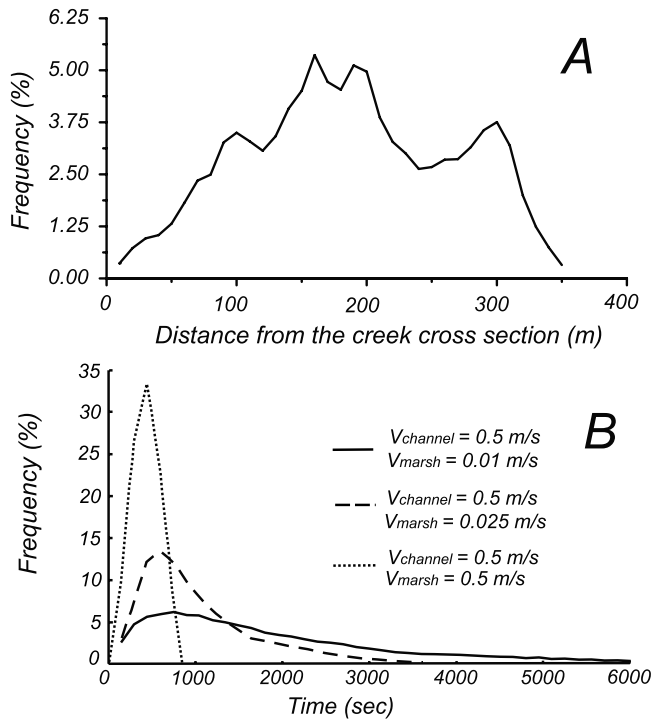 A
Frequency (%)
6.25
5.00
3.75
2.50
1.25
0.00
0 100 200 300 400
Distance from the creek cross section (m)
B
Frequency (%)
35
30
25
20
15
10
5
0
Vchannel = 0.5 m/s
Vmarsh = 0.01 m/s
Vchannel = 0.5 m/s
Vmarsh = 0.025 m/s
Vchannel = 0.5 m/s
Vmarsh = 0.5 m/s
0 1000 2000 3000 4000 5000 6000
Time (sec)